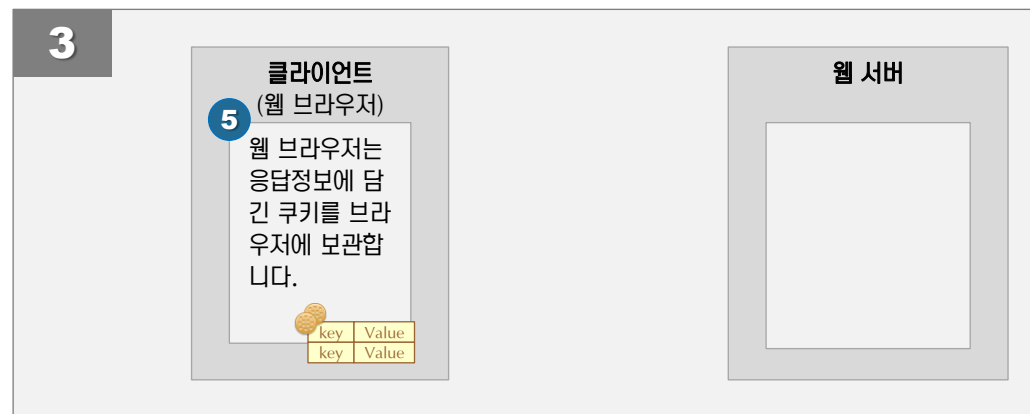 3
클라이언트
(웹 브라우저)
5
웹 브라우저는
응답정보에 담
긴 쿠키를 브라
우저에 보관합
니다.
key Value
key Value
웹 서버